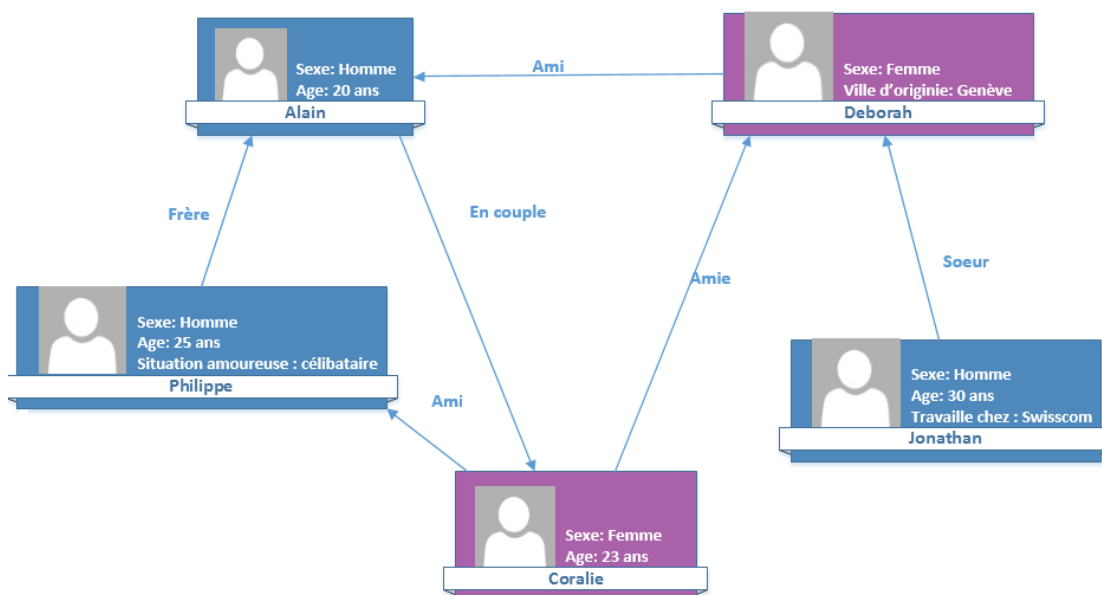 Sexe: Homme
Age: 20 ans
Alain
Ami
Sexe: Femme
Ville d'originie: Genève
Deborah
Frère
En couple
Amie
Soeur
Sexe: Homme
Age: 25 ans
Situation amoureuse : célibataire
Philippe
Ami
Sexe: Homme
Age: 30 ans
Travaille chez : Swisscom
Jonathan
Sexe: Femme
Age: 23 ans
Coralie